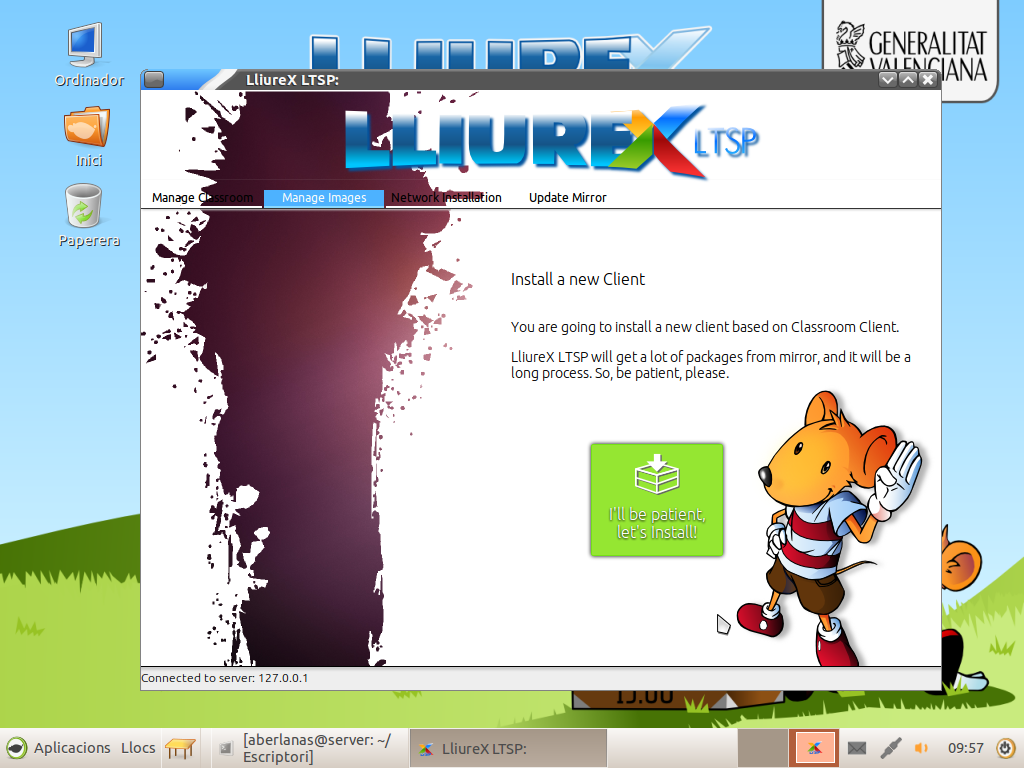 LLIUREX
GENERALITAT
VALENCIANA
Ordinador
Inici
Paperera
LliureX LTSP:
LLIUREX LTSP
Manage Classroom Manage Images Network Installation Update Mirror
Install a new Client
You are going to install a new client based on Classroom Client.
LliureX LTSP will get a lot of packages from mirror, and it will be a
long process. So, be patient, please.
I'll be patient,
let's Install!
Connected to server: 127.0.0.1
Aplicacions Llocs
[aberlanas@server: ~/
Escriptori]
LliureX LTSP:
09:57